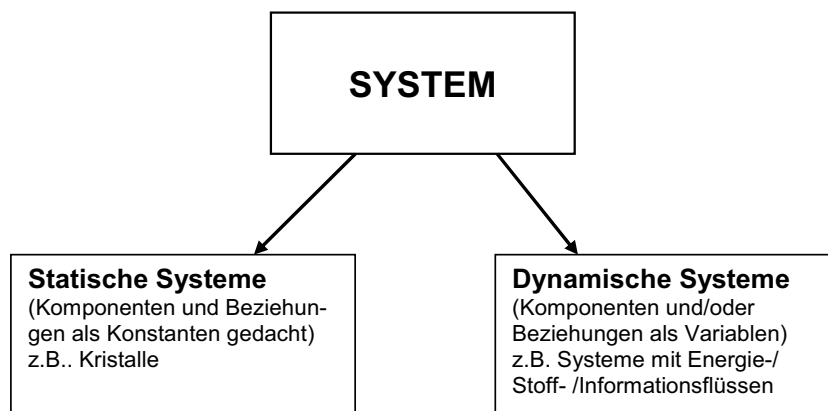 SYSTEM
Statische Systeme
(Komponenten und Beziehun-
gen als Konstanten gedacht)
z.B.. Kristalle
Dynamische Systeme
(Komponenten und/oder
Beziehungen als Variablen)
z.B. Systeme mit Energie-/
Stoff- /Informationsflüssen